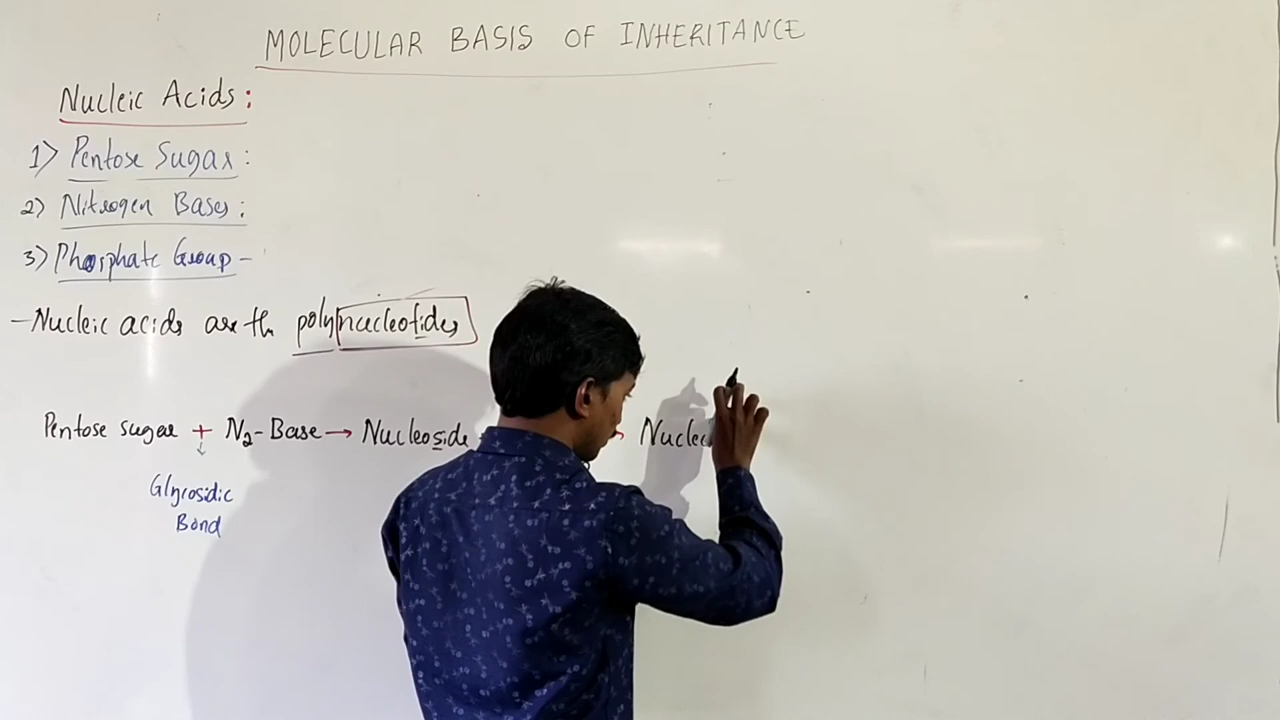 MOLECULAR BASIS OF INHERITANCE
Nucleic Acids:
1) Pentose Sugar:
2) Nitrogen Bases:
3) Phosphate Group -
- Nucleic acids are the polynucleotides
Pentose sugar + N2-Base → Nucleoside → Nucleo
Glycosidic
Bond